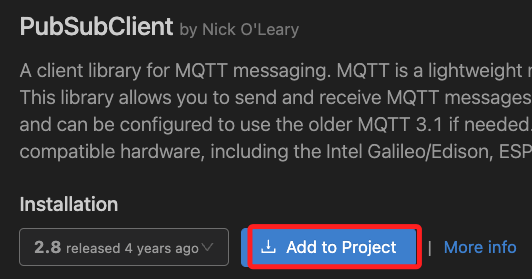 PubSubClient by Nick O'Leary
A client library for MQTT messaging. MQTT is a lightweight
This library allows you to send and receive MQTT messages
and can be configured to use the older MQTT 3.1 if needed.
compatible hardware, including the Intel Galileo/Edison, ESP
Installation
2.8 released 4 years ago Add to Project | More info